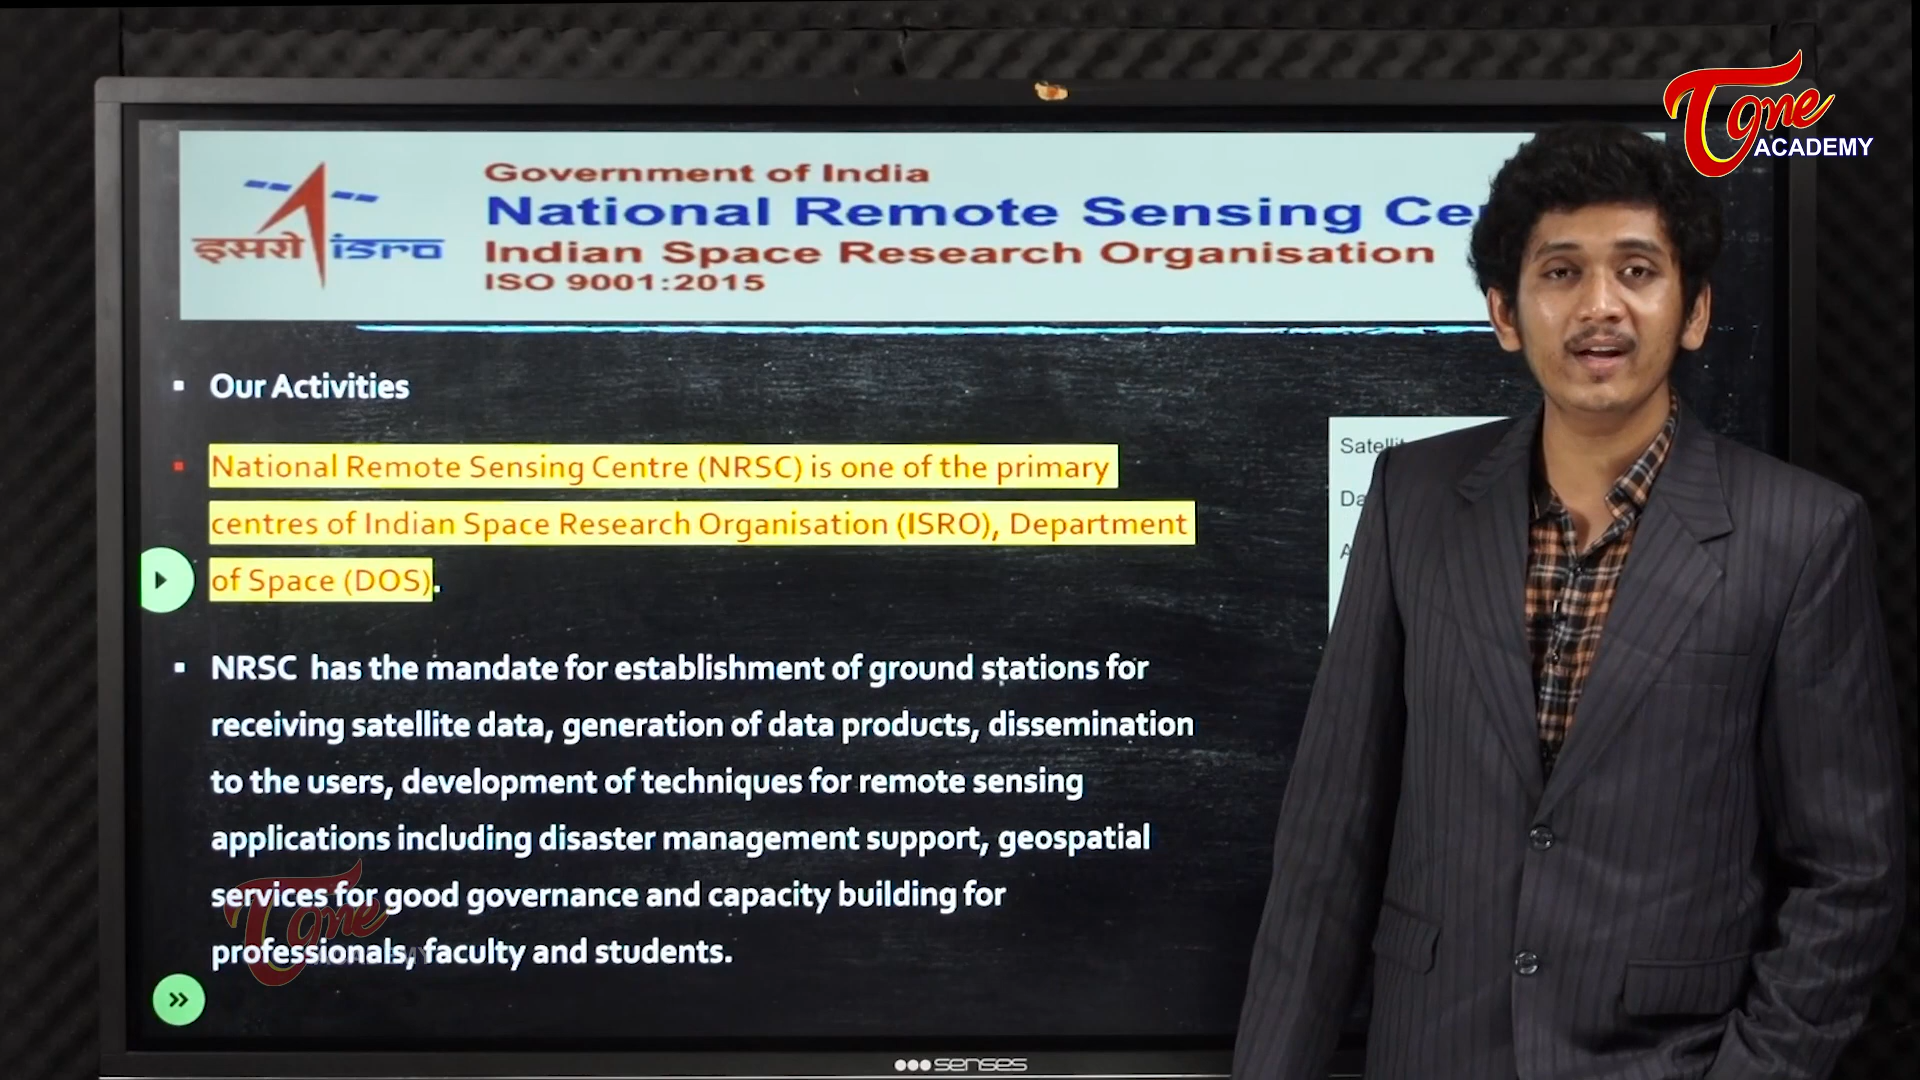 Tone
ACADEMY
Government of India
National Remote Sensing
इसरो isro
Indian Space Research Organisation
ISO 9001:2015
Our Activities
National Remote Sensing Centre (NRSC) is one of the primary
centres of Indian Space Research Organisation (ISRO), Department
of Space (DOS).
NRSC has the mandate for establishment of ground stations for
receiving satellite data, generation of data products, dissemination
to the users, development of techniques for remote sensing
applications including disaster management support, geospatial
services for good governance and capacity building for
professionals, faculty and students.
Tone
ACADEMY
senses